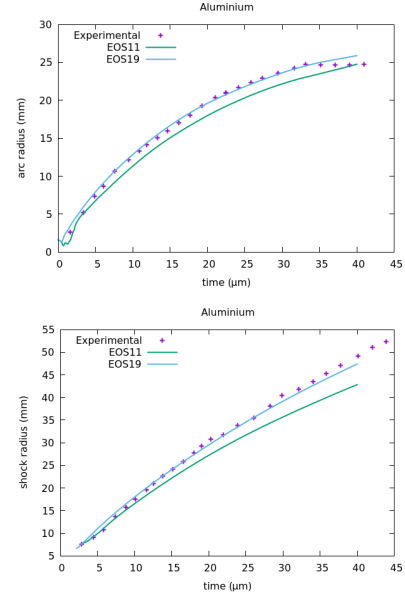 Aluminium
30
25
20
15
10
5
0
arc radius (mm)
Experimental
EOS11
EOS19
0 5 10 15 20 25 30 35 40 45
time (μm)
Aluminium
55
50
45
40
35
30
25
20
15
10
5
shock radius (mm)
Experimental
EOS11
EOS19
0 5 10 15 20 25 30 35 40 45
time (μm)